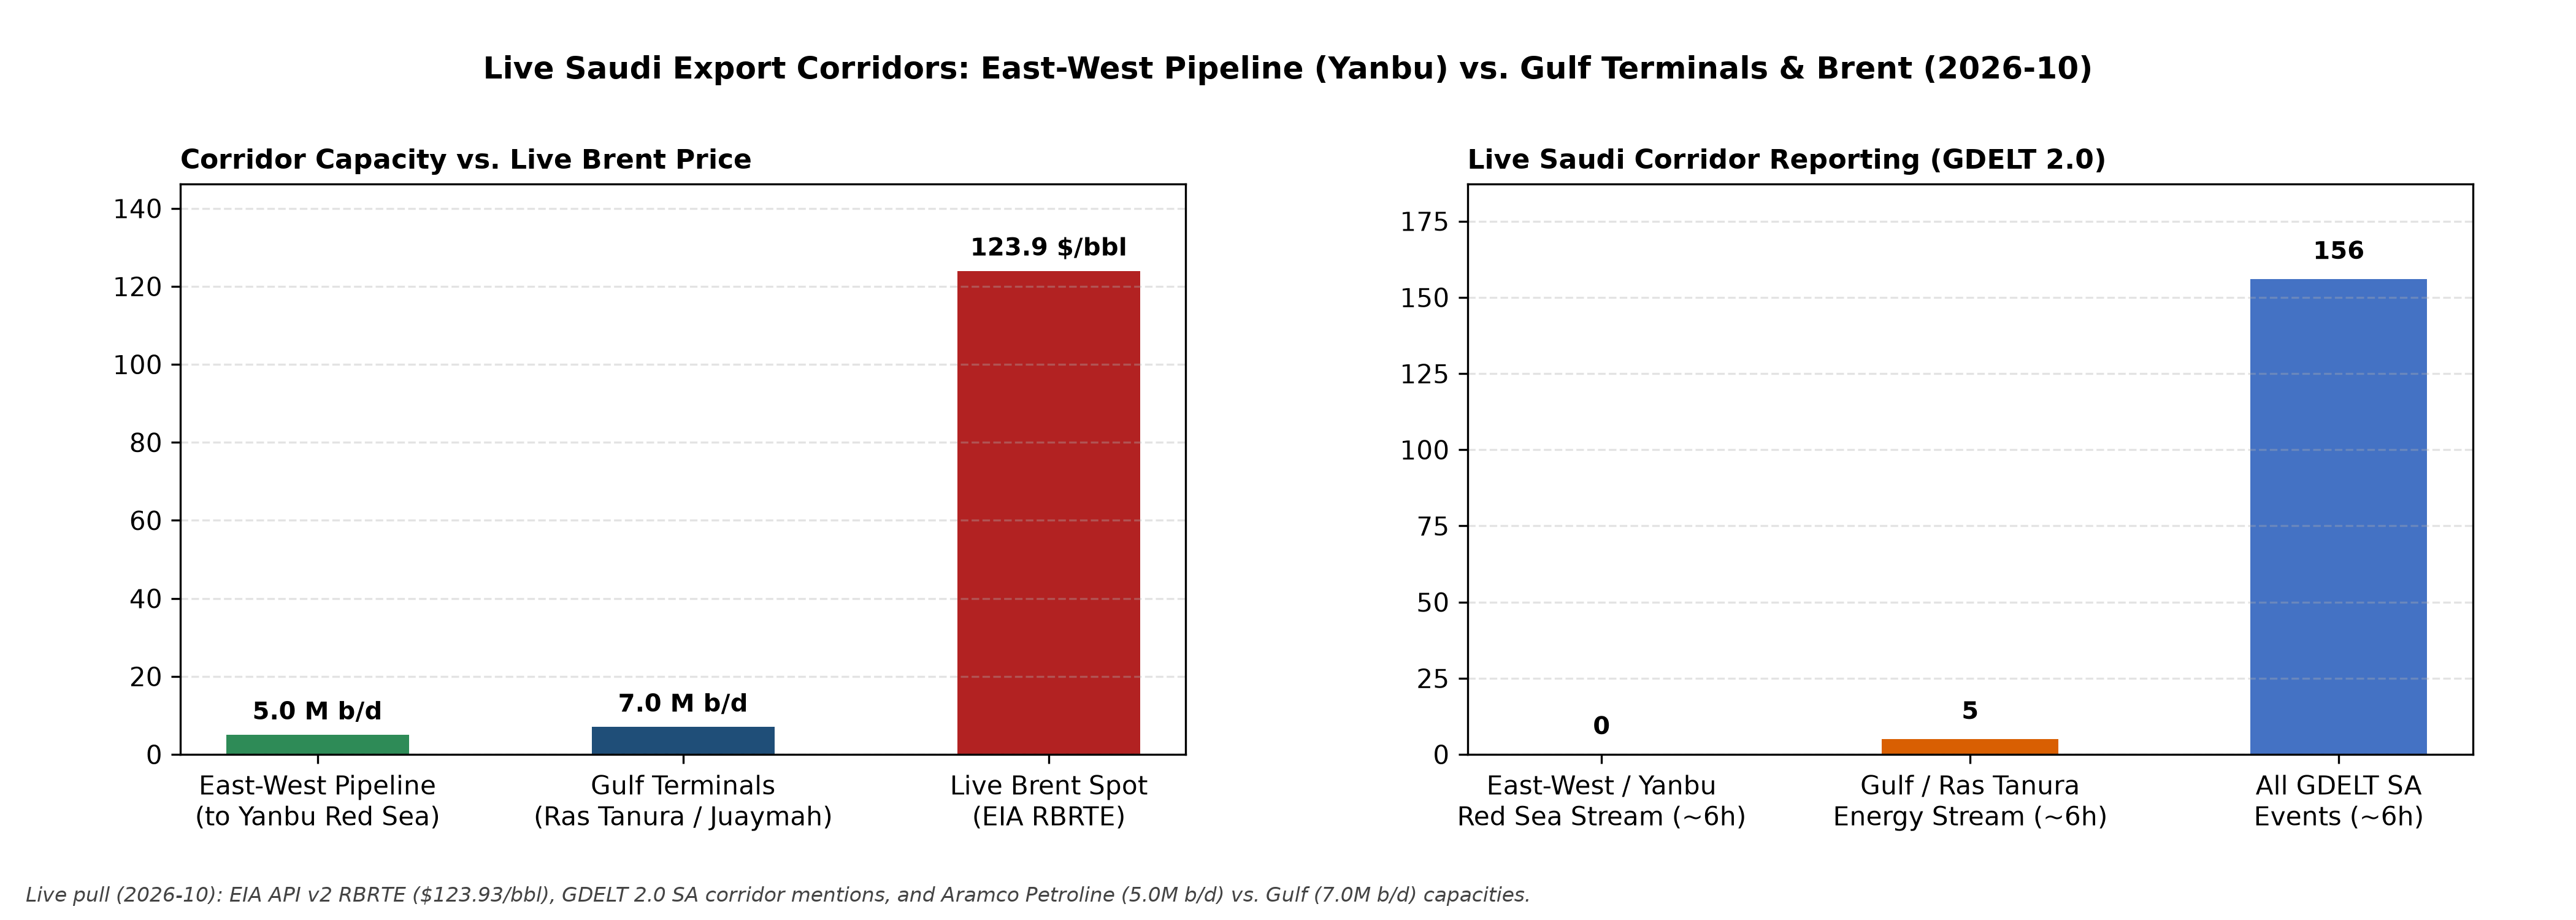 Live Saudi Export Corridors: East-West Pipeline (Yanbu) vs. Gulf Terminals & Brent (2026-10)
Corridor Capacity vs. Live Brent Price
140
120
100
80
60
40
20
0
5.0 M b/d
7.0 M b/d
123.9 $/bbl
East-West Pipeline
(to Yanbu Red Sea)
Gulf Terminals
(Ras Tanura / Juaymah)
Live Brent Spot
(EIA RBRTE)
Live Saudi Corridor Reporting (GDELT 2.0)
175
150
125
100
75
50
25
0
0
5
156
East-West / Yanbu
Red Sea Stream (~6h)
Gulf / Ras Tanura
Energy Stream (~6h)
All GDELT SA
Events (~6h)
Live pull (2026-10): EIA API v2 RBRTE ($123.93/bbl), GDELT 2.0 SA corridor mentions, and Aramco Petroline (5.0M b/d) vs. Gulf (7.0M b/d) capacities.